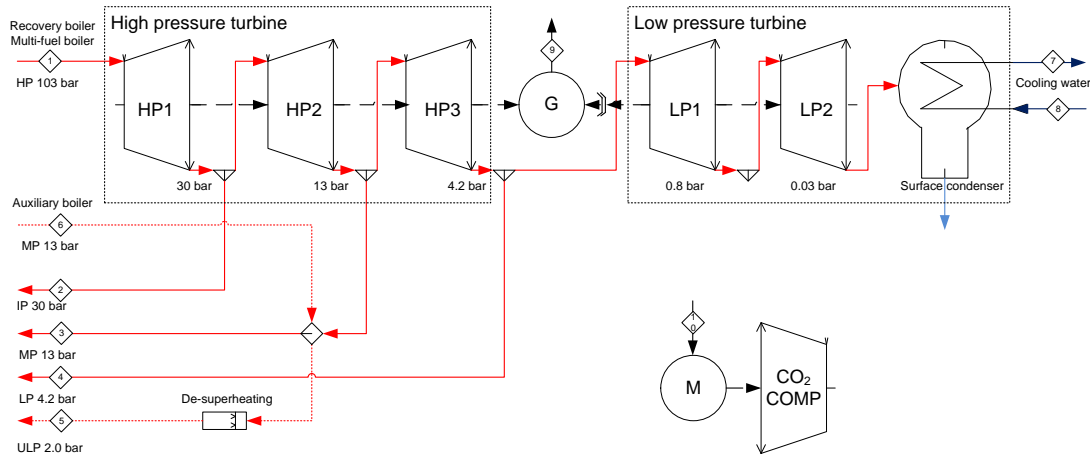 Recovery boiler
Multi-fuel boiler
1
HP 103 bar
High pressure turbine
HP1
HP2
HP3
30 bar
13 bar
4.2 bar
9
G
Low pressure turbine
LP1
LP2
0.8 bar
0.03 bar
7
Cooling water
8
Surface condenser
Auxiliary boiler
6
MP 13 bar
2
IP 30 bar
3
MP 13 bar
4
LP 4.2 bar
De-superheating
5
ULP 2.0 bar
1
0
M
CO₂
COMP